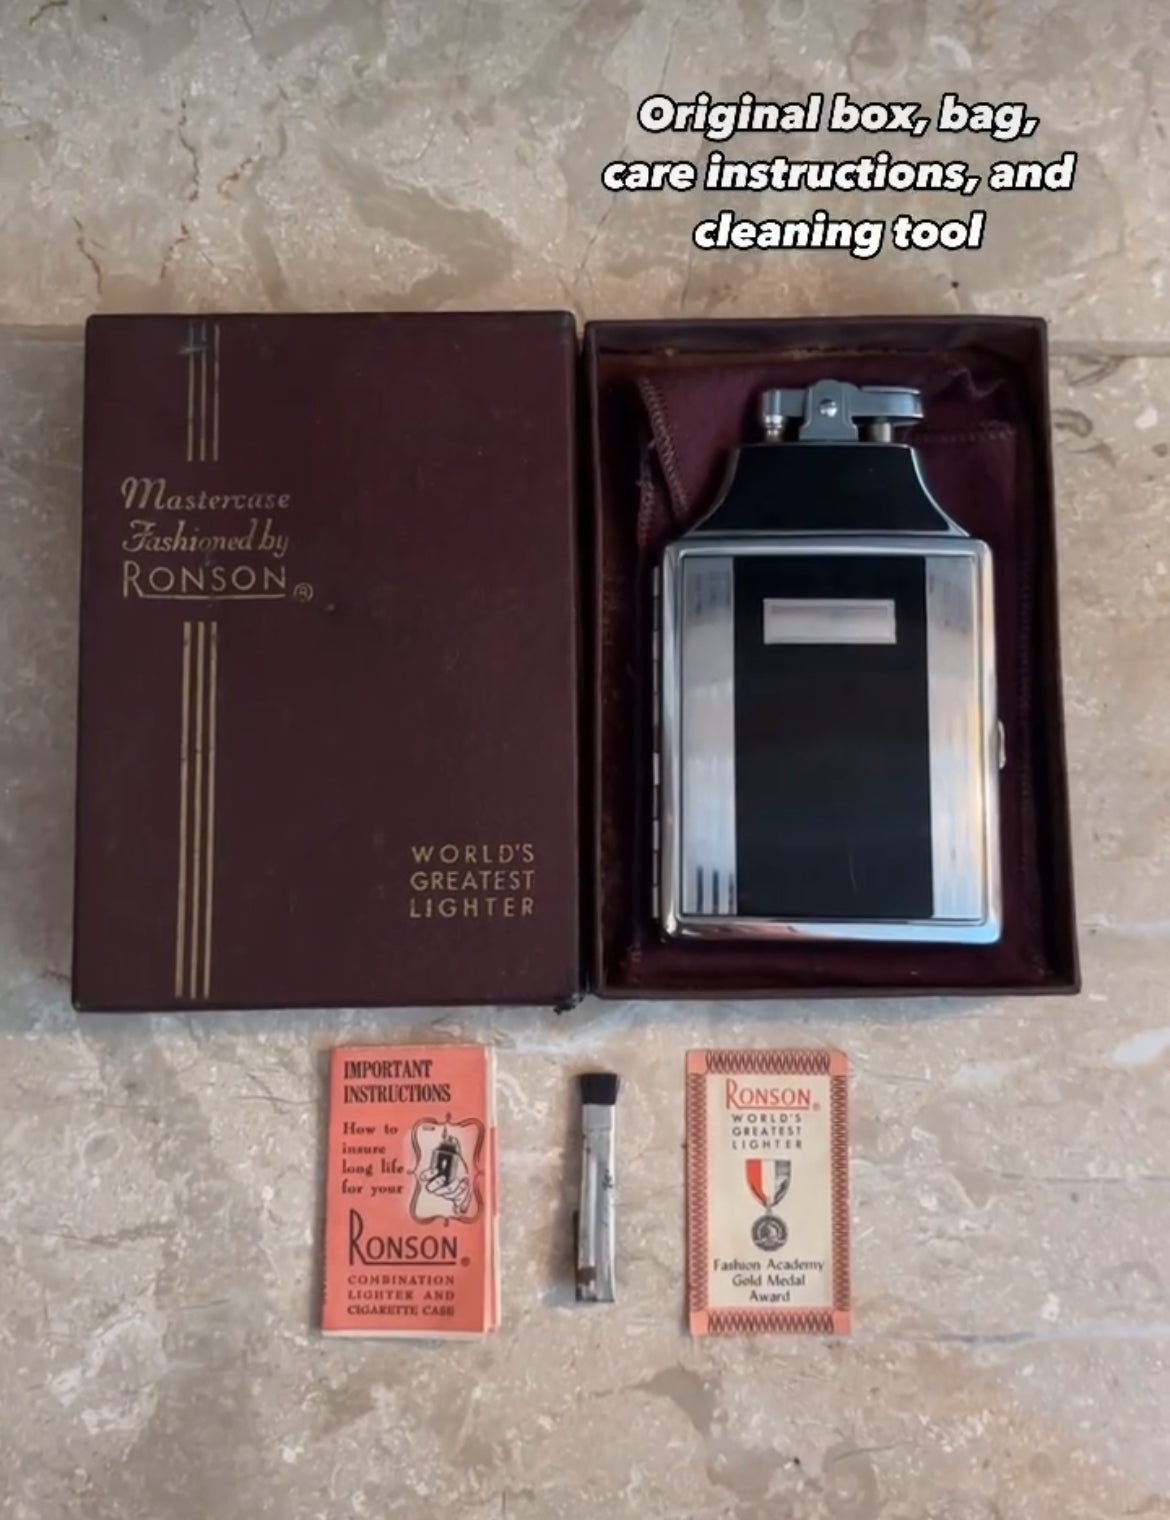 Original box, bag,
care instructions, and
cleaning tool
Mastercase
Fashioned by
RONSON ®
WORLD'S
GREATEST
LIGHTER
IMPORTANT
INSTRUCTIONS
How to
insure
long life
for your
RONSON®
COMBINATION
LIGHTER AND
CIGARETTE CASE
RONSON®
WORLD'S
GREATEST
LIGHTER
Fashion Academy
Gold Medal
Award